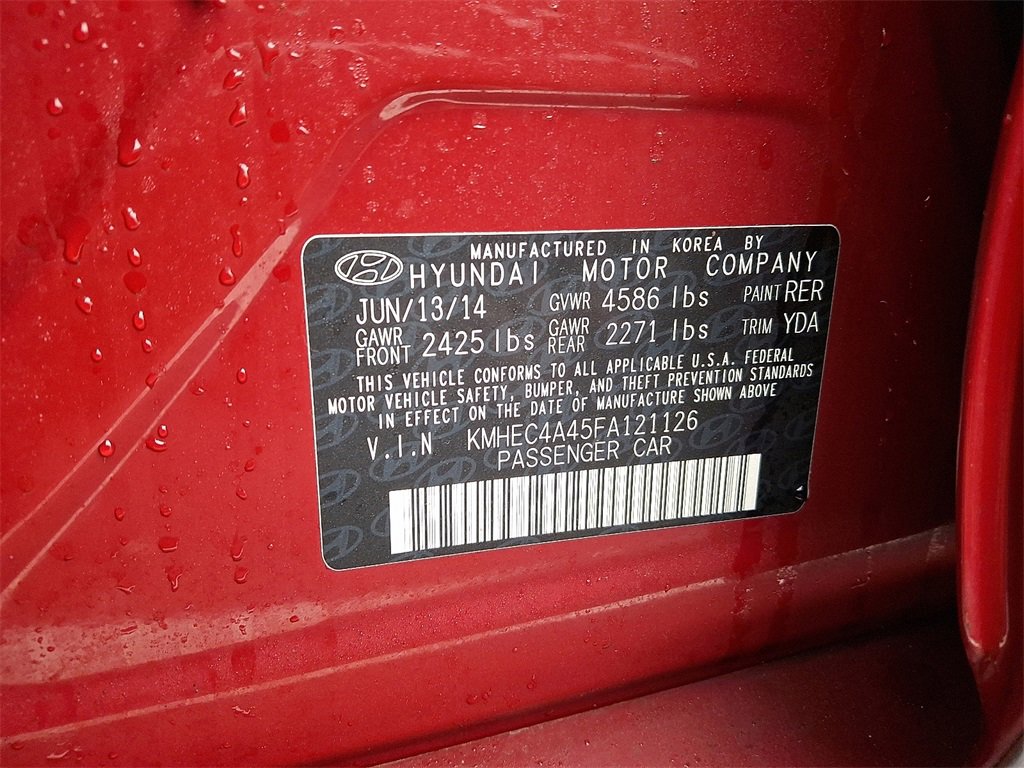 MANUFACTURED IN KOREA BY
HYUNDAI MOTOR COMPANY
JUN/13/14 GVWR 4586 lbs PAINT RER
GAWR FRONT 2425 lbs GAWR REAR 2271 lbs TRIM YDA
THIS VEHICLE CONFORMS TO ALL APPLICABLE U.S.A. FEDERAL
MOTOR VEHICLE SAFETY, BUMPER, AND THEFT PREVENTION STANDARDS
IN EFFECT ON THE DATE OF MANUFACTURE SHOWN ABOVE
V.I.N KMHEC4A45FA121126
PASSENGER CAR